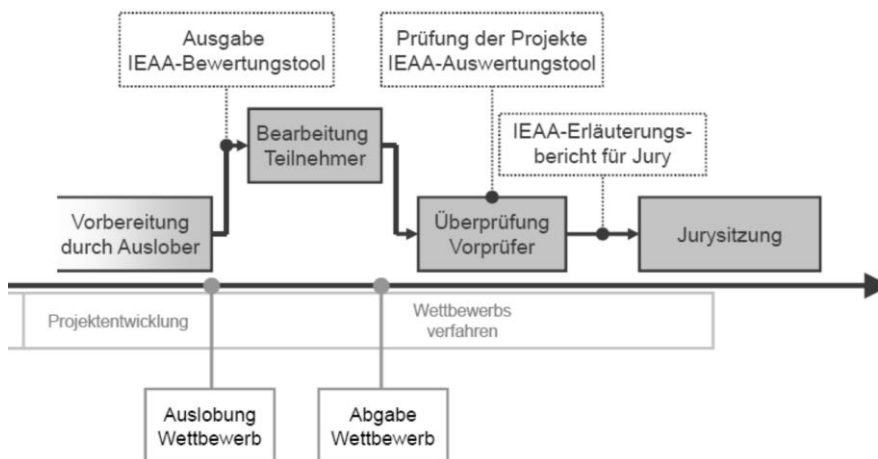 Ausgabe
IEAA-Bewertungstool
Prüfung der Projekte
IEAA-Auswertungstool
Bearbeitung
Teilnehmer
IEAA-Erläuterungs-
bericht für Jury
Vorbereitung
durch Auslober
Überprüfung
Vorprüfer
Jurysitzung
Projektentwicklung
Wettbewerbs
verfahren
Auslobung
Wettbewerb
Abgabe
Wettbewerb